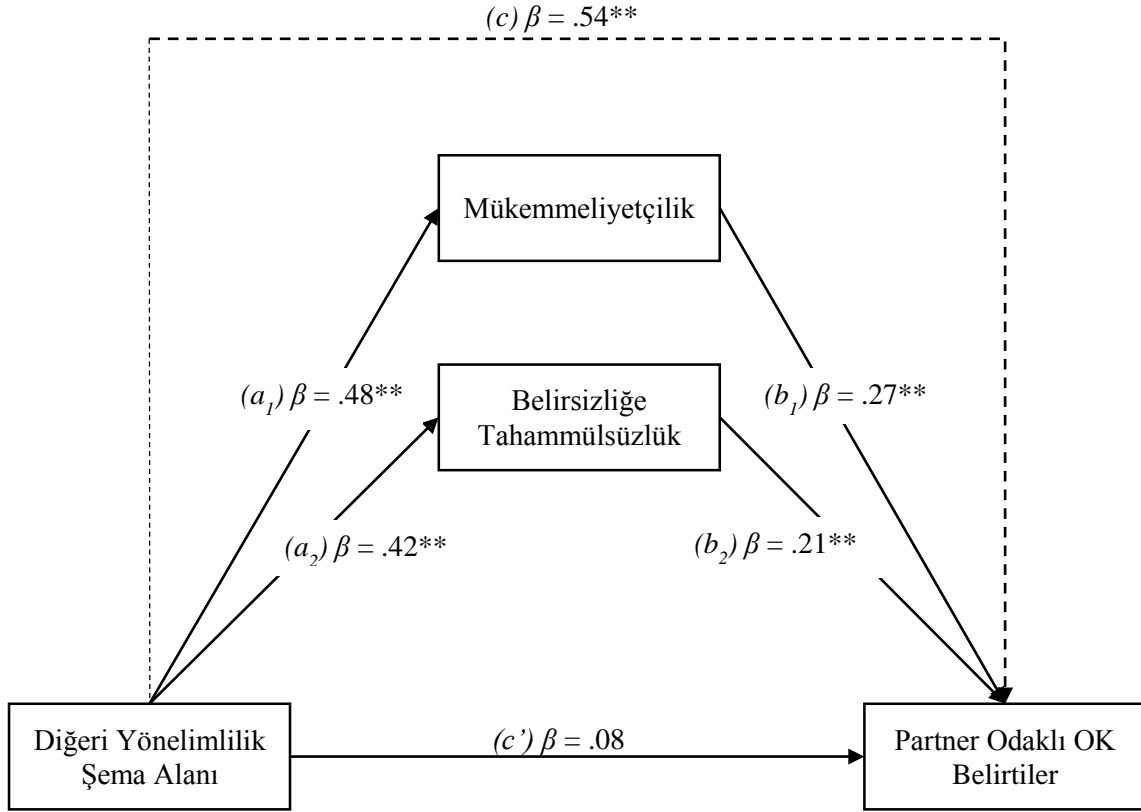 (c) β = .54**
Mükemmeliyetçilik
(a₁) β = .48**
Belirsizliğe
Tahammülsüzlük
(b₁) β = .27**
(a₂) β = .42**
(b₂) β = .21**
Diğeri Yönelimlilik
Şema Alanı
(c’) β = .08
Partner Odaklı OK
Belirtiler